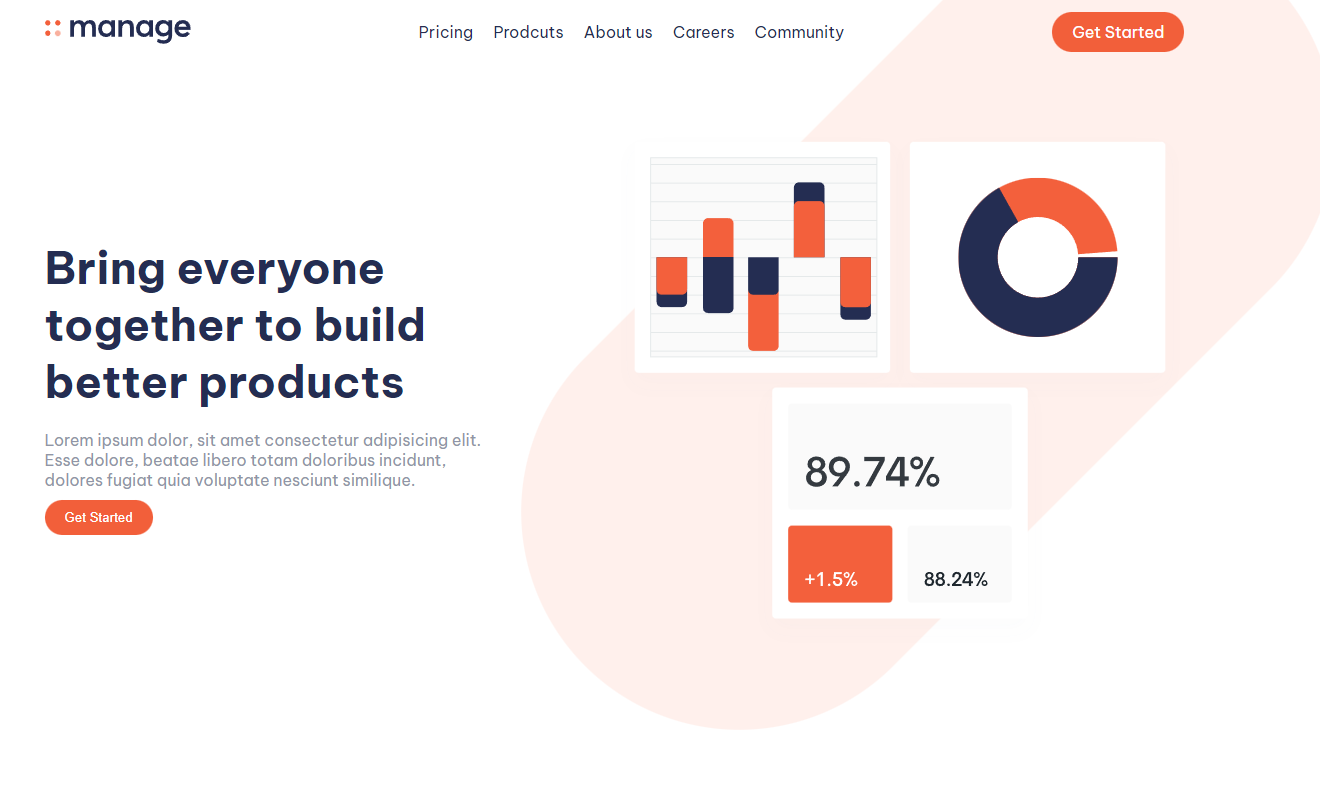 manage
Pricing Prodcuts About us Careers Community
Get Started
Bring everyone
together to build
better products
Lorem ipsum dolor, sit amet consectetur adipisicing elit.
Esse dolore, beatae libero totam doloribus incidunt,
dolores fugiat quia voluptate nesciunt similique.
Get Started
89.74%
+1.5%
88.24%